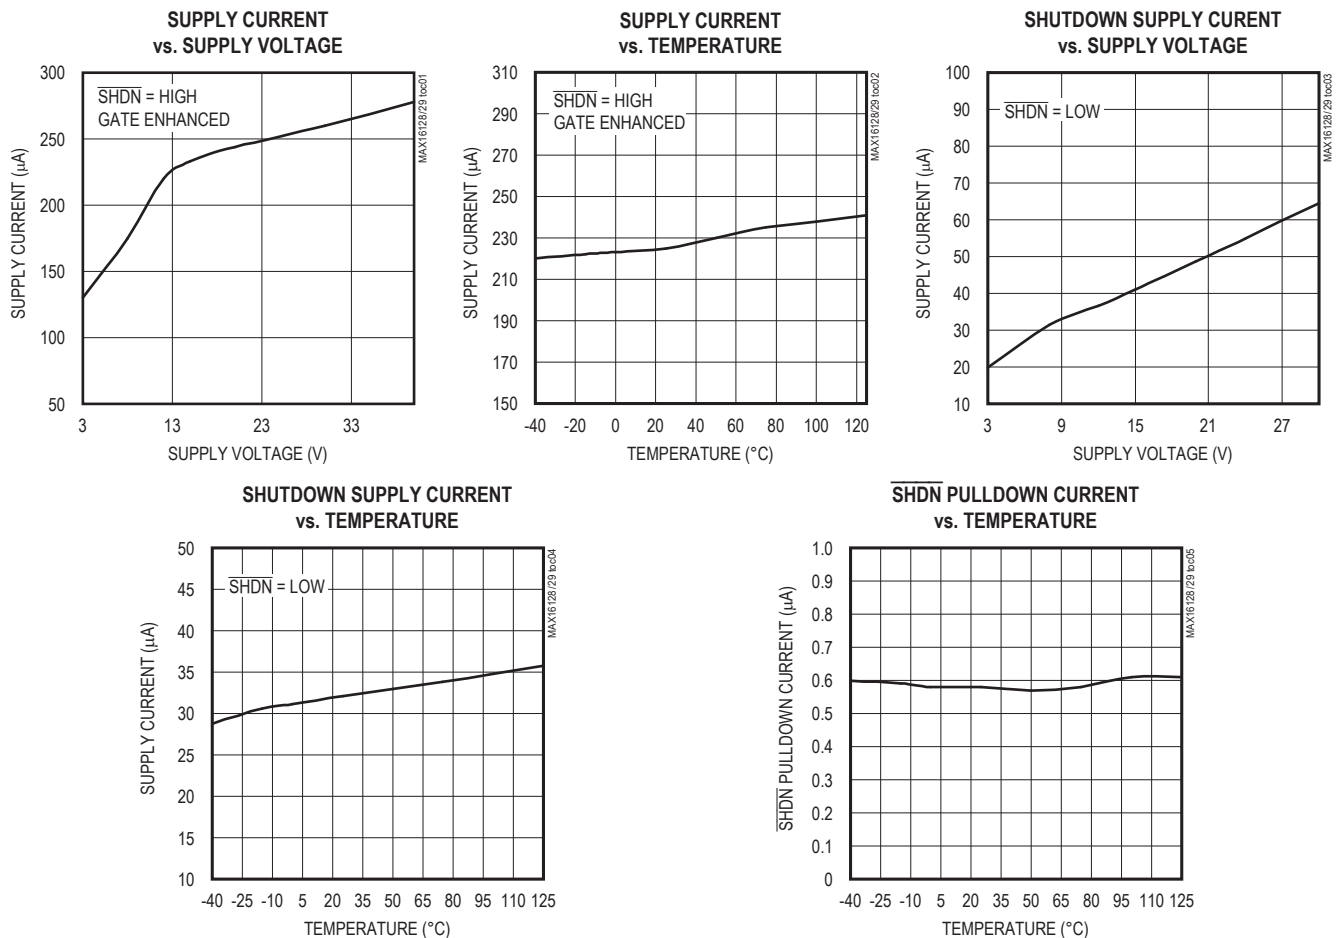 SUPPLY CURRENT
vs. SUPPLY VOLTAGE
300
250
200
150
100
50
SUPPLY CURRENT (µA)
SHDN = HIGH
GATE ENHANCED
MAX16128/29 toc01
3 13 23 33
SUPPLY VOLTAGE (V)
SUPPLY CURRENT
vs. TEMPERATURE
310
290
270
250
230
210
190
170
150
SUPPLY CURRENT (µA)
SHDN = HIGH
GATE ENHANCED
MAX16128/29 toc02
-40 -20 0 20 40 60 80 100 120
TEMPERATURE (°C)
SHUTDOWN SUPPLY CURENT
vs. SUPPLY VOLTAGE
100
90
80
70
60
50
40
30
20
10
SUPPLY CURRENT (µA)
SHDN = LOW
MAX16128/29 toc03
3 9 15 21 27
SUPPLY VOLTAGE (V)
SHUTDOWN SUPPLY CURRENT
vs. TEMPERATURE
50
45
40
35
30
25
20
15
10
SUPPLY CURRENT (µA)
SHDN = LOW
MAX16128/29 toc04
-40 -25 -10 5 20 35 50 65 80 95 110 125
TEMPERATURE (°C)
SHDN PULLDOWN CURRENT
vs. TEMPERATURE
1.0
0.9
0.8
0.7
0.6
0.5
0.4
0.3
0.2
0.1
0
SHDN PULLDOWN CURRENT (µA)
MAX16128/29 toc05
-40 -25 -10 5 20 35 50 65 80 95 110 125
TEMPERATURE (°C)